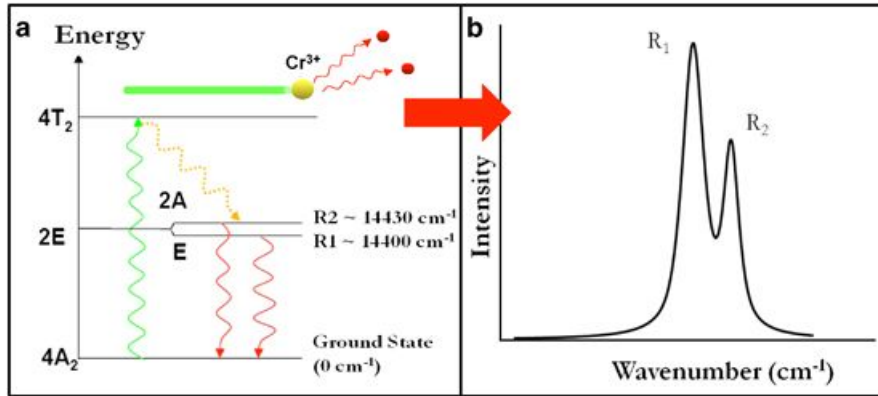 a
Energy
Cr³⁺
4T₂
2A
R2 ~ 14430 cm⁻¹
2E
R1 ~ 14400 cm⁻¹
E
Ground State
4A₂
(0 cm⁻¹)
b
R₁
R₂
Intensity
Wavenumber (cm⁻¹)